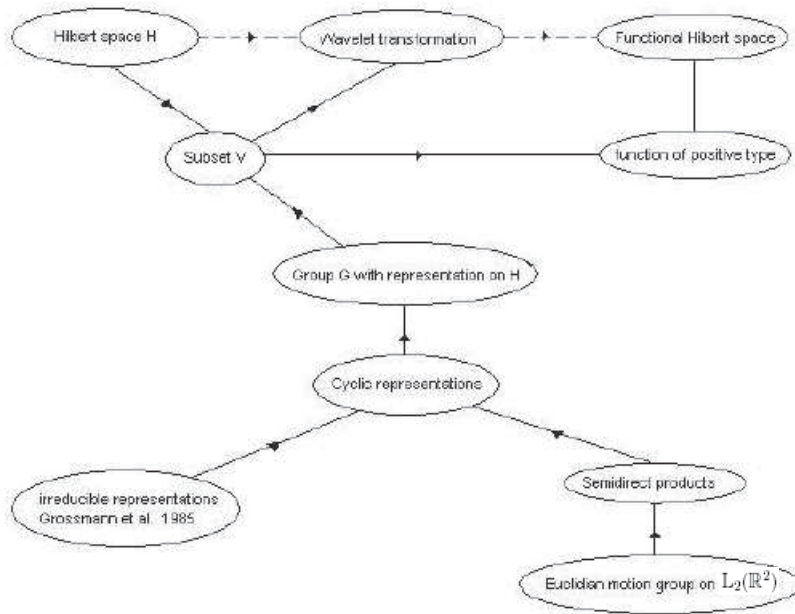 Hilbert space H
Wavelet transformation
Functional Hilbert space
Subset V
function of positive type
Group G with representation on H
Cyclic representations
irreducible representations
Grossmann et al. 1985
Semidirect products
Euclidian motion group on L₂(ℝ²)